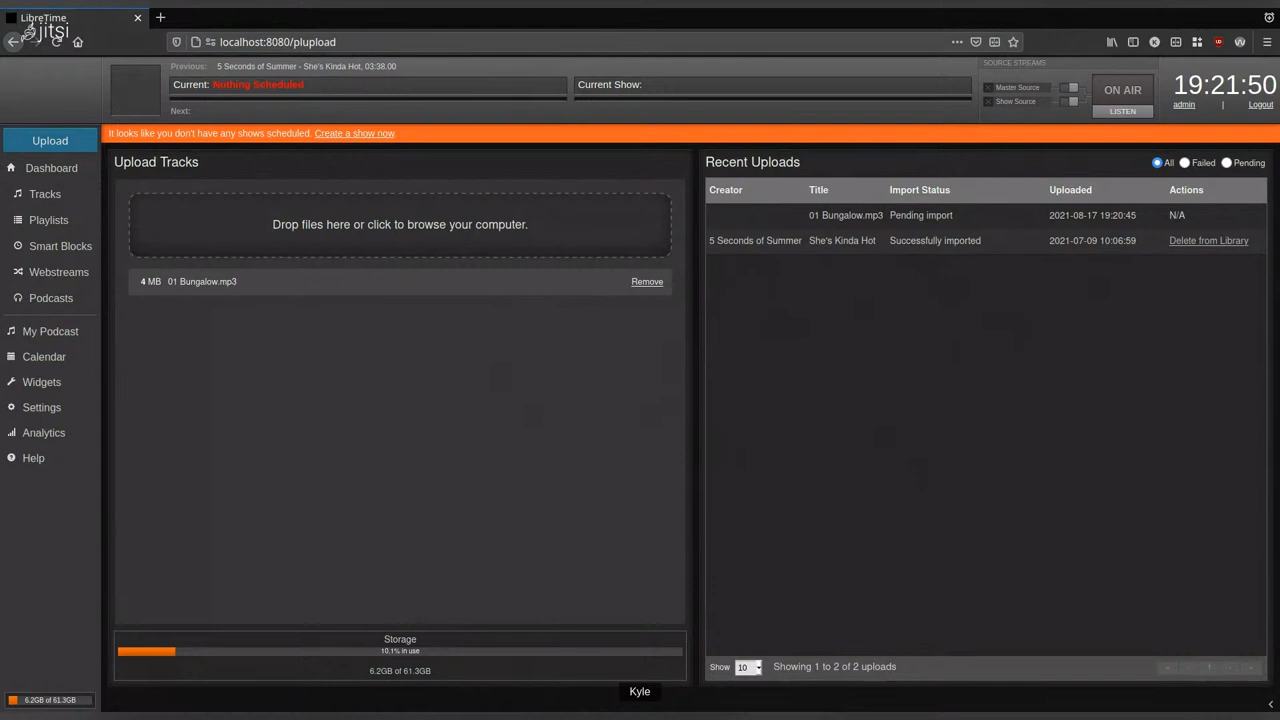 LibreTime
jitsi
localhost:8080/plupload
Previous: 5 Seconds of Summer - She's Kinda Hot, 03:38.00
Current: Nothing Scheduled
Next:
Current Show:
SOURCE STREAMS
Master Source
Show Source
ON AIR
LISTEN
19:21:50
admin | Logout
Upload
Dashboard
Tracks
Playlists
Smart Blocks
Webstreams
Podcasts
My Podcast
Calendar
Widgets
Settings
Analytics
Help
6.2GB of 61.3GB
It looks like you don't have any shows scheduled. Create a show now.
Upload Tracks
Drop files here or click to browse your computer.
4 MB 01 Bungalow.mp3 Remove
Storage
10.1% in use
6.2GB of 61.3GB
Recent Uploads
All Failed Pending
Creator Title Import Status Uploaded Actions
01 Bungalow.mp3 Pending import 2021-08-17 19:20:45 N/A
5 Seconds of Summer She's Kinda Hot Successfully imported 2021-07-09 10:06:59 Delete from Library
Show 10 Showing 1 to 2 of 2 uploads
1
Kyle